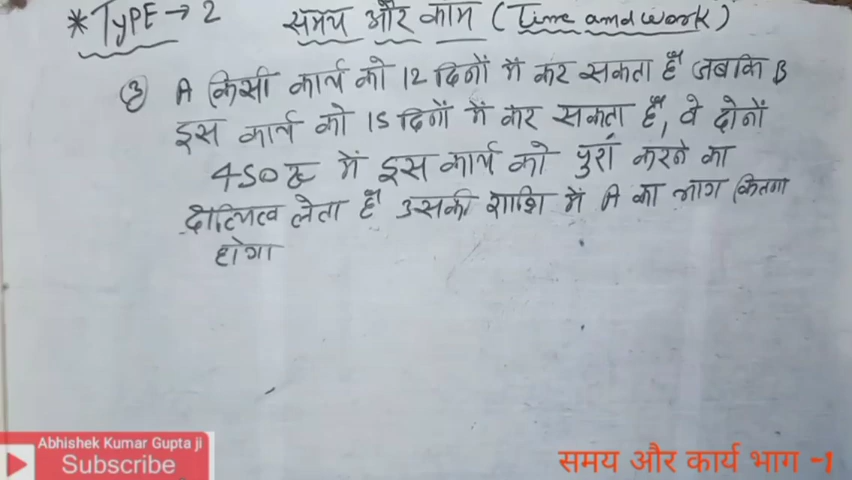 * TYPE → 2 समय और काम (Time and work)
③ A किसी कार्य को 12 दिनों में कर सकता है जबकि B
इस कार्य को 15 दिनों में कर सकता है, वे दोनों
450 रु में इस कार्य को पुरा करने का
दायित्व लेता है उसकी राशि में A का भाग कितना
होगा
Abhishek Kumar Gupta ji
Subscribe
समय और कार्य भाग -1